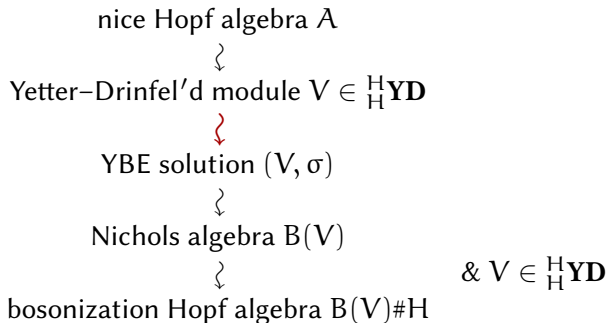 nice Hopf algebra A
Yetter–Drinfel′d module V ∈ ᴴ_H YD
YBE solution (V, σ)
Nichols algebra B(V)
& V ∈ ᴴ_H YD
bosonization Hopf algebra B(V)#H